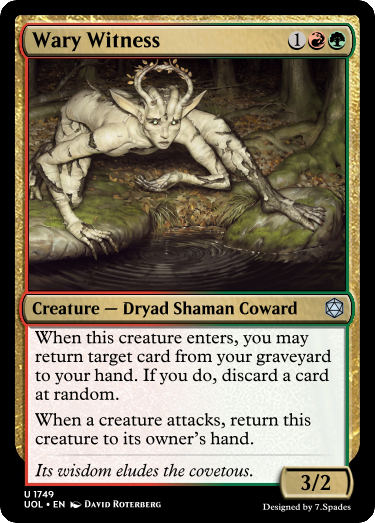 Wary Witness 1
Creature — Dryad Shaman Coward
When this creature enters, you may
return target card from your graveyard
to your hand. If you do, discard a card
at random.
When a creature attacks, return this
creature to its owner's hand.
Its wisdom eludes the covetous.
3/2
U 1749
UOL • EN David Roterberg
Designed by 7.Spades